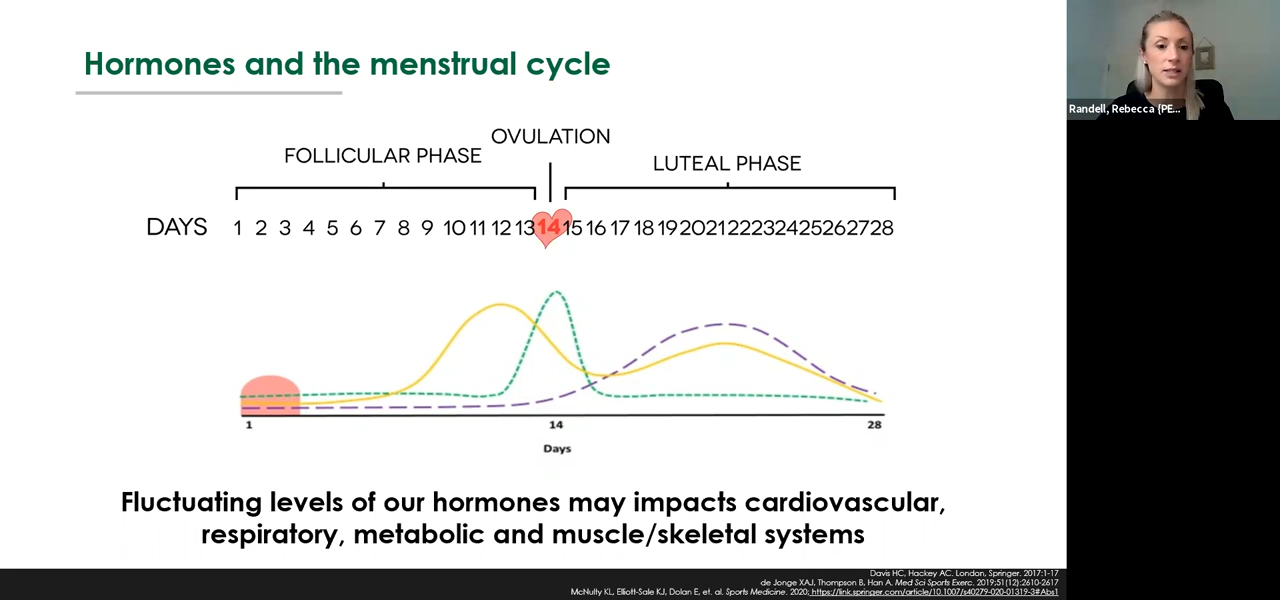 Hormones and the menstrual cycle
Randell, Rebecca {PE...
OVULATION
FOLLICULAR PHASE
LUTEAL PHASE
DAYS 1 2 3 4 5 6 7 8 9 10 11 12 13 14 15 16 17 18 19 20 21 22 23 24 25 26 27 28
1 14 28
Days
Fluctuating levels of our hormones may impacts cardiovascular,
respiratory, metabolic and muscle/skeletal systems
Davis HC, Hackey AC. London, Springer. 2017:1-17
de Jonge XAJ, Thompson B, Han A. Med Sci Sports Exerc. 2019;51(12):2610-2617
McNulty KL, Elliott-Sale KJ, Dolan E, et. al. Sports Medicine. 2020; https://link.springer.com/article/10.1007/s40279-020-01319-3#Abs1